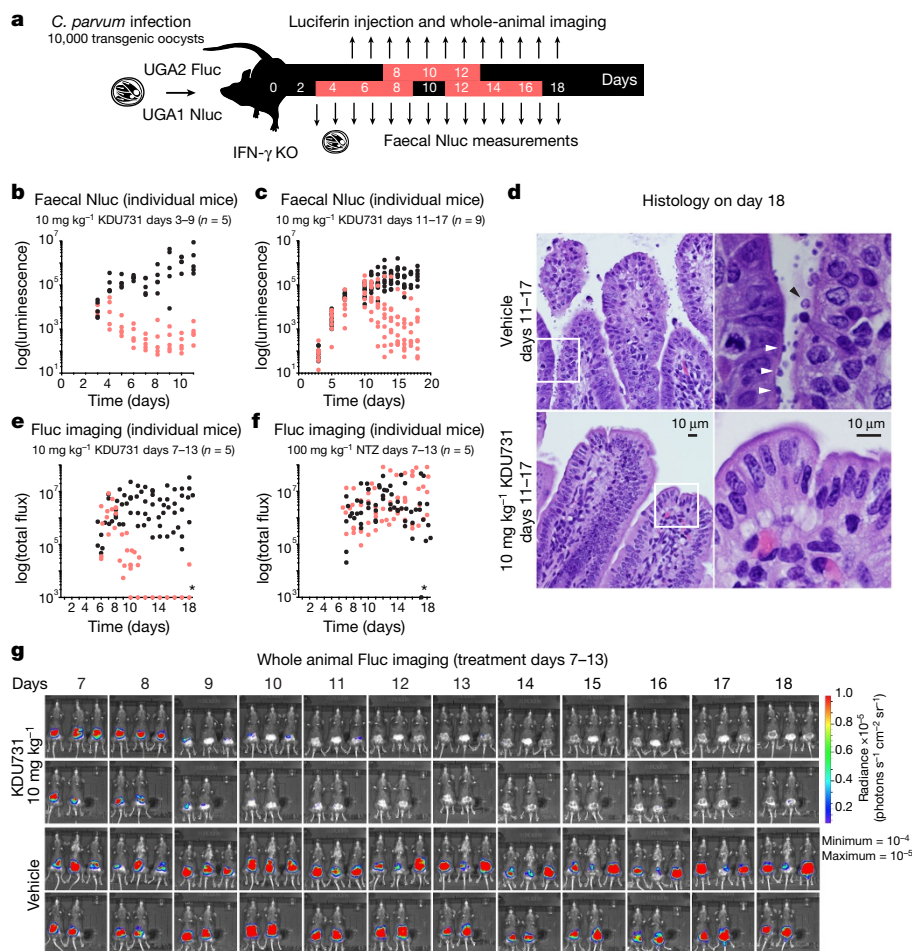 a
C. parvum infection
10,000 transgenic oocysts
Luciferin injection and whole-animal imaging
UGA2 Fluc
UGA1 Nluc
8 10 12
0 2 4 6 8 10 12 14 16 18 Days
IFN-γ KO
Faecal Nluc measurements
b Faecal Nluc (individual mice)
10 mg kg⁻¹ KDU731 days 3–9 (n = 5)
log(luminescence)
10⁷
10⁵
10³
10¹
0 2 4 6 8 10
Time (days)
c Faecal Nluc (individual mice)
10 mg kg⁻¹ KDU731 days 11–17 (n = 9)
log(luminescence)
10⁷
10⁵
10³
10¹
0 5 10 15 20
Time (days)
d Histology on day 18
Vehicle
days 11–17
10 mg kg⁻¹ KDU731
days 11–17
10 μm
10 μm
e Fluc imaging (individual mice)
10 mg kg⁻¹ KDU731 days 7–13 (n = 5)
log(total flux)
10⁷
10⁵
10³
*
2 4 6 8 10 14 18
Time (days)
f Fluc imaging (individual mice)
100 mg kg⁻¹ NTZ days 7–13 (n = 5)
log(total flux)
10⁷
10⁵
10³
*
2 4 6 8 10 14 18
Time (days)
g
Whole animal Fluc imaging (treatment days 7–13)
Days 7 8 9 10 11 12 13 14 15 16 17 18
KDU731
10 mg kg⁻¹
Vehicle
1.0
0.8
0.6
0.4
0.2
Radiance ×10⁻⁵
(photons s⁻¹ cm⁻² sr⁻¹)
Minimum = 10⁻⁴
Maximum = 10⁻⁵